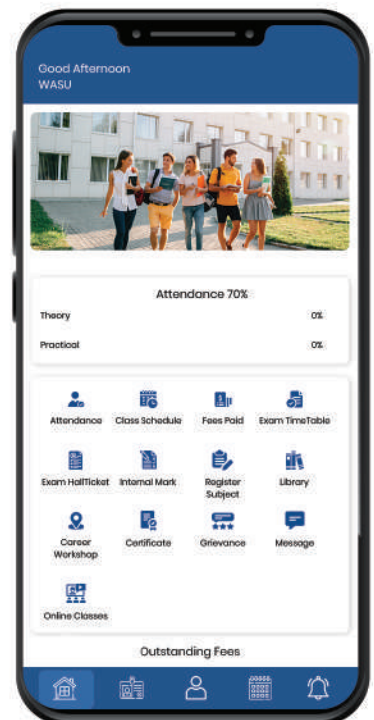 Good Afternoon
WASU
Attendance 70%
Theory 0%
Practical 0%
Attendance Class Schedule Fees Paid Exam TimeTable
Exam HallTicket Internal Mark Register Subject Library
Career Workshop Certificate Grievance Message
Online Classes
Outstanding Fees